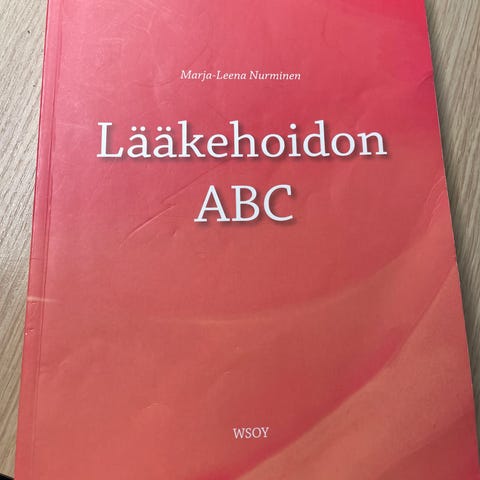 Marja-Leena Nurminen
Lääkehoidon
ABC
WSOY